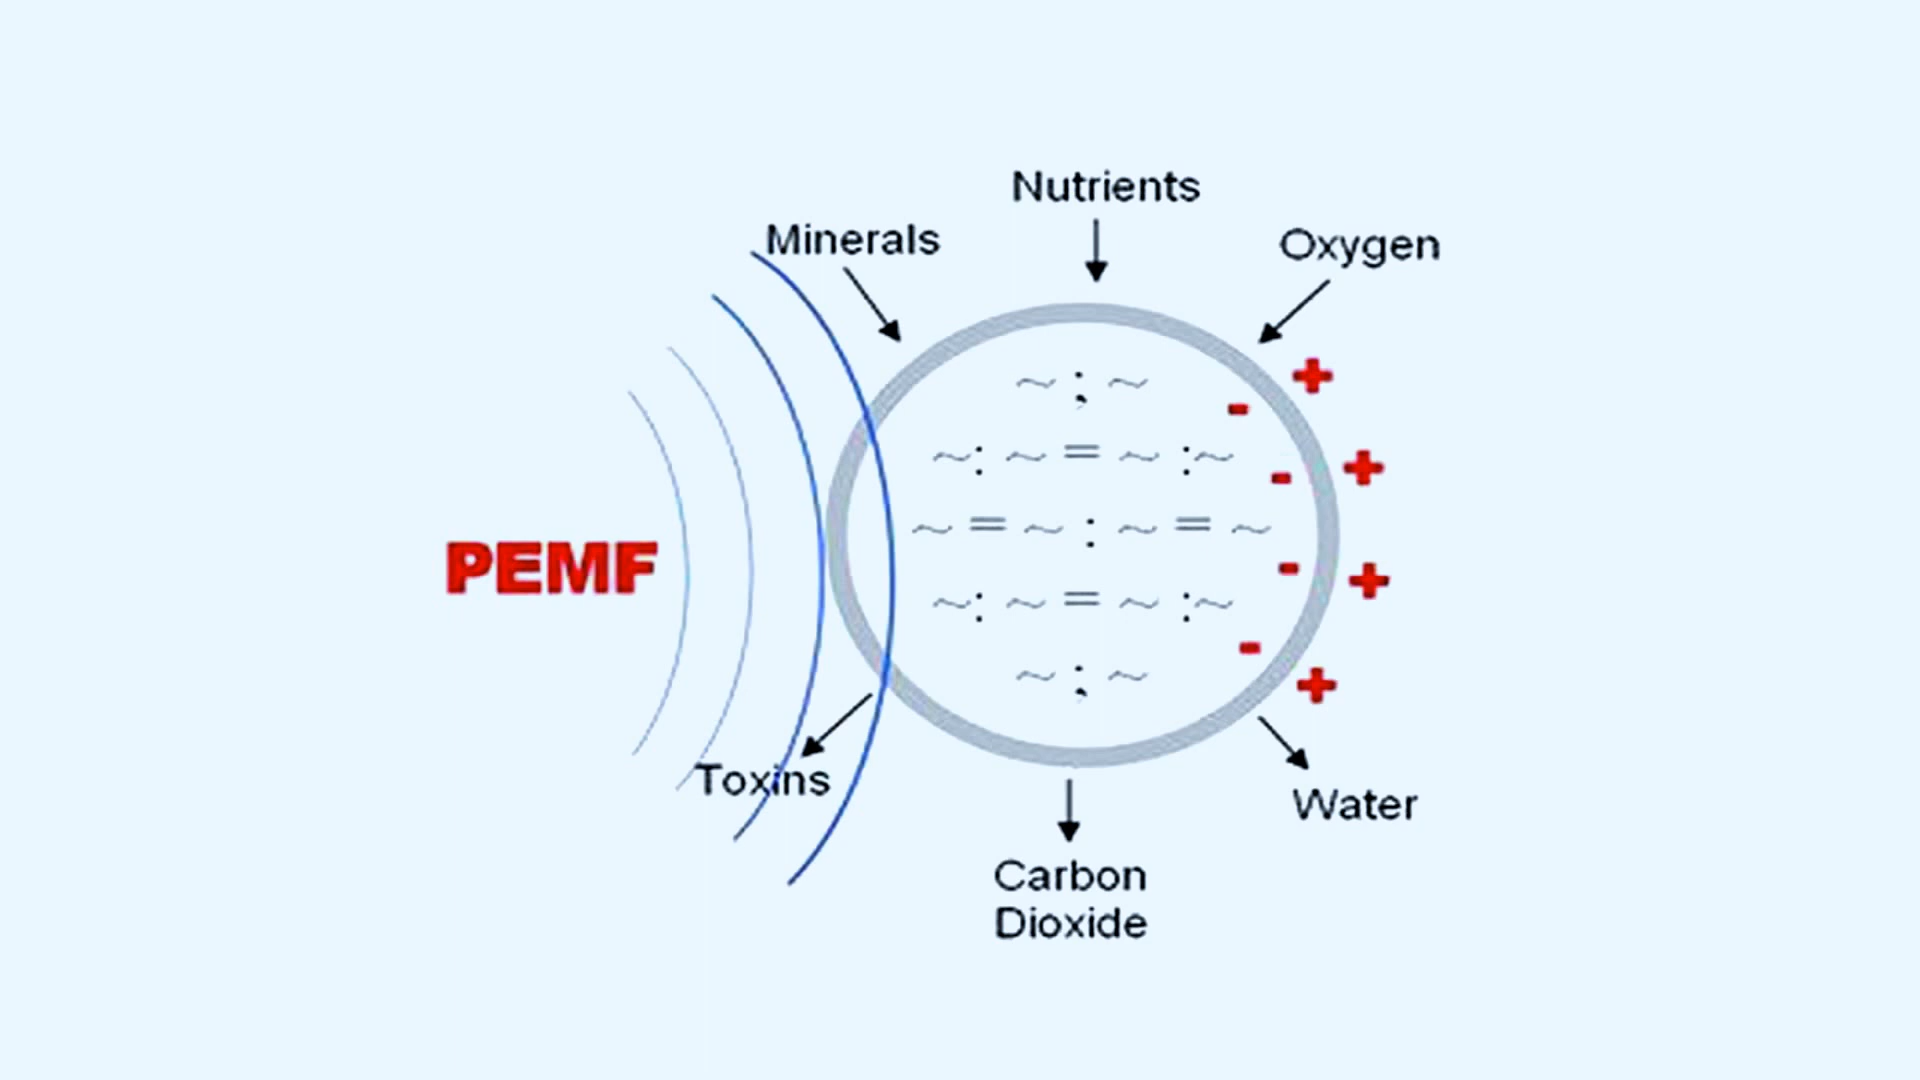 Nutrients
Minerals
Oxygen
~ ; ~
~: ~ = ~ :~
PEMF
~ = ~ : ~ = ~
~: ~ = ~ :~
~ ; ~
+
-
+
-
+
-
+
-
Toxins
Water
Carbon
Dioxide